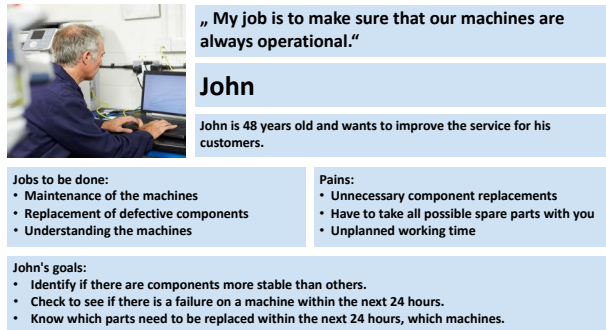 „ My job is to make sure that our machines are
always operational.“
John
John is 48 years old and wants to improve the service for his
customers.
Jobs to be done:
• Maintenance of the machines
• Replacement of defective components
• Understanding the machines
Pains:
• Unnecessary component replacements
• Have to take all possible spare parts with you
• Unplanned working time
John's goals:
• Identify if there are components more stable than others.
• Check to see if there is a failure on a machine within the next 24 hours.
• Know which parts need to be replaced within the next 24 hours, which machines.